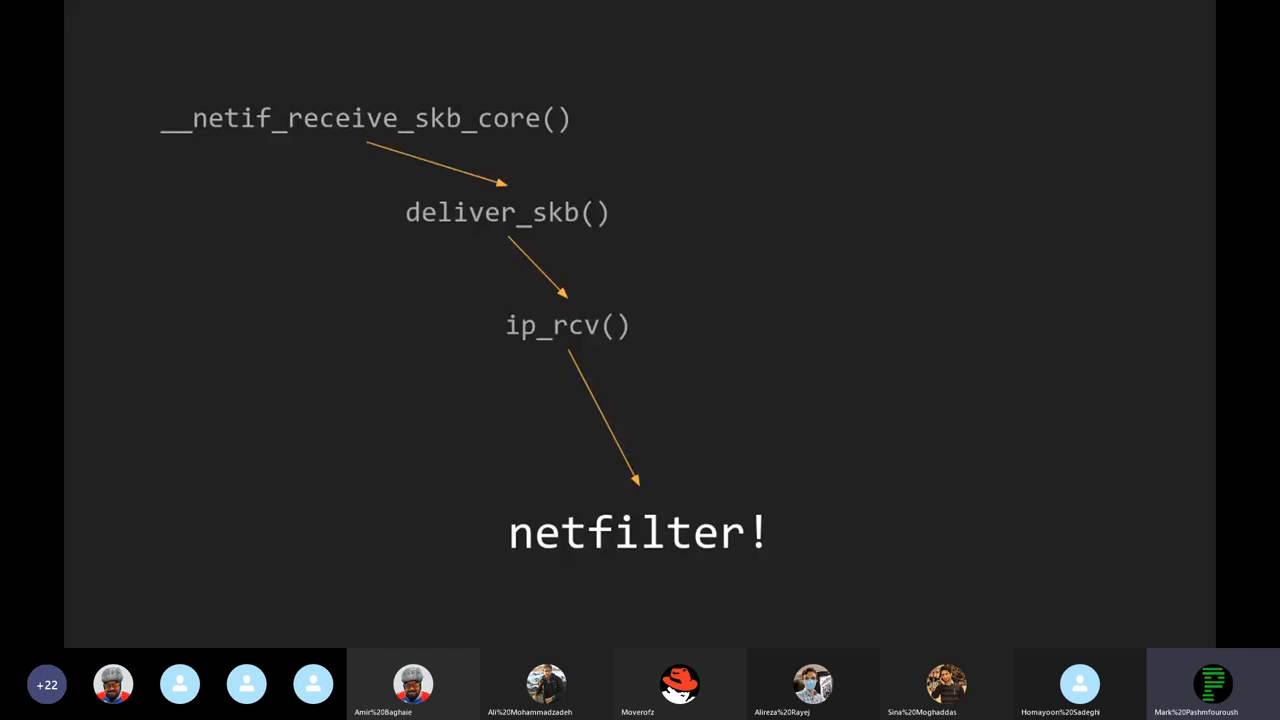 __netif_receive_skb_core()
deliver_skb()
ip_rcv()
netfilter!
+22
Amir%20Baghaie
Ali%20Mohammadzadeh
Moverofz
Alireza%20Rayej
Sina%20Moghaddas
Homayoon%20Sadeghi
Mark%20Pashmfouroush